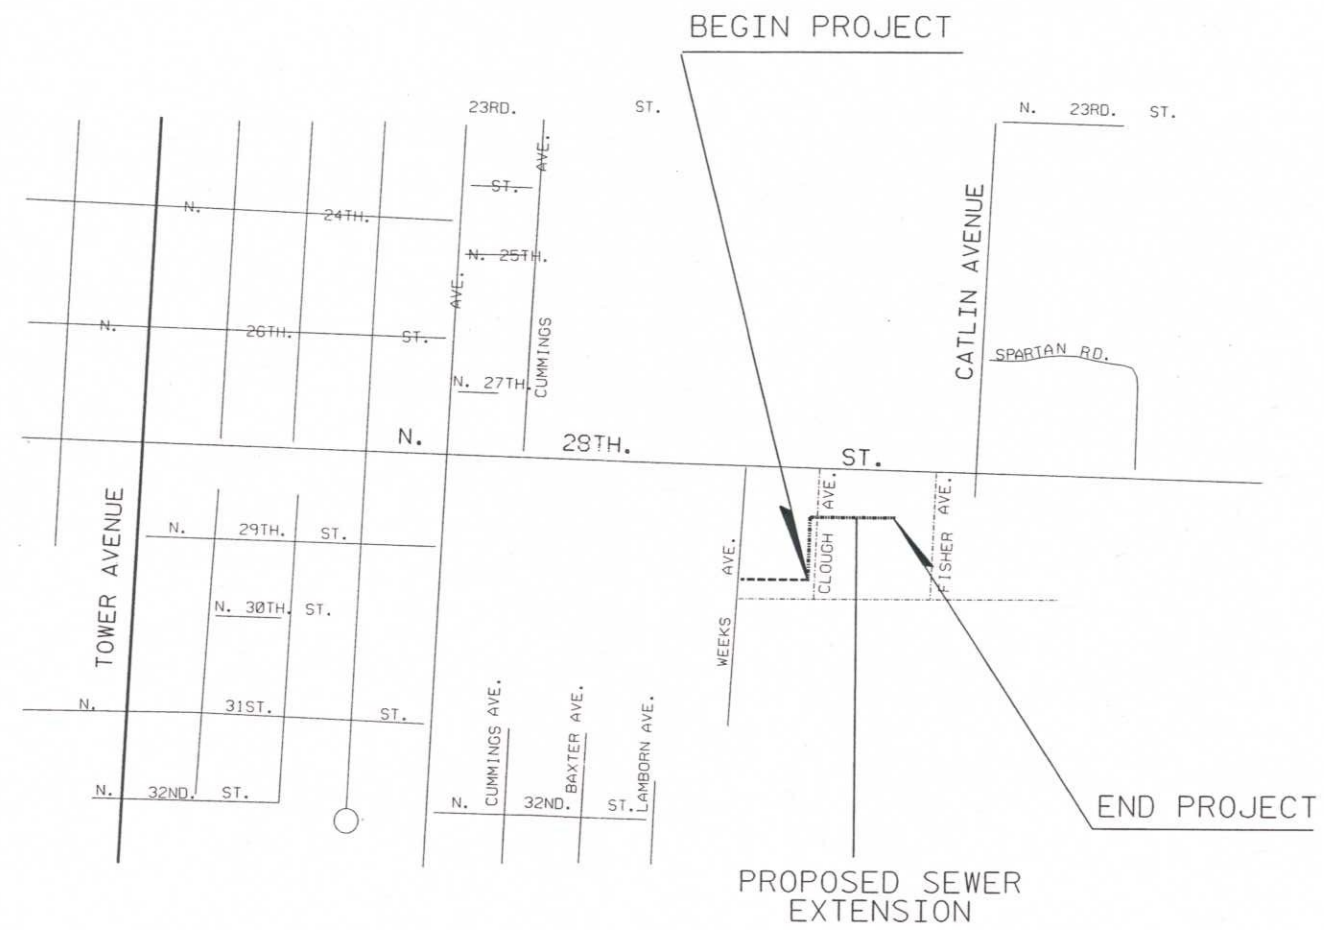 BEGIN PROJECT
23RD. ST.
N. 23RD. ST.
AVE.
CUMMINGS
ST.
N. 24TH.
N. 25TH.
AVE.
CATLIN AVENUE
N. 26TH. ST.
SPARTAN RD.
N. 27TH.
N. 28TH. ST.
TOWER AVENUE
N. 29TH. ST.
WEEKS AVE.
CLOUGH AVE.
FISHER AVE.
N. 30TH. ST.
N. 31ST. ST.
CUMMINGS AVE.
BAXTER AVE.
LAMBORN AVE.
N. 32ND. ST.
N. 32ND. ST.
END PROJECT
PROPOSED SEWER
EXTENSION